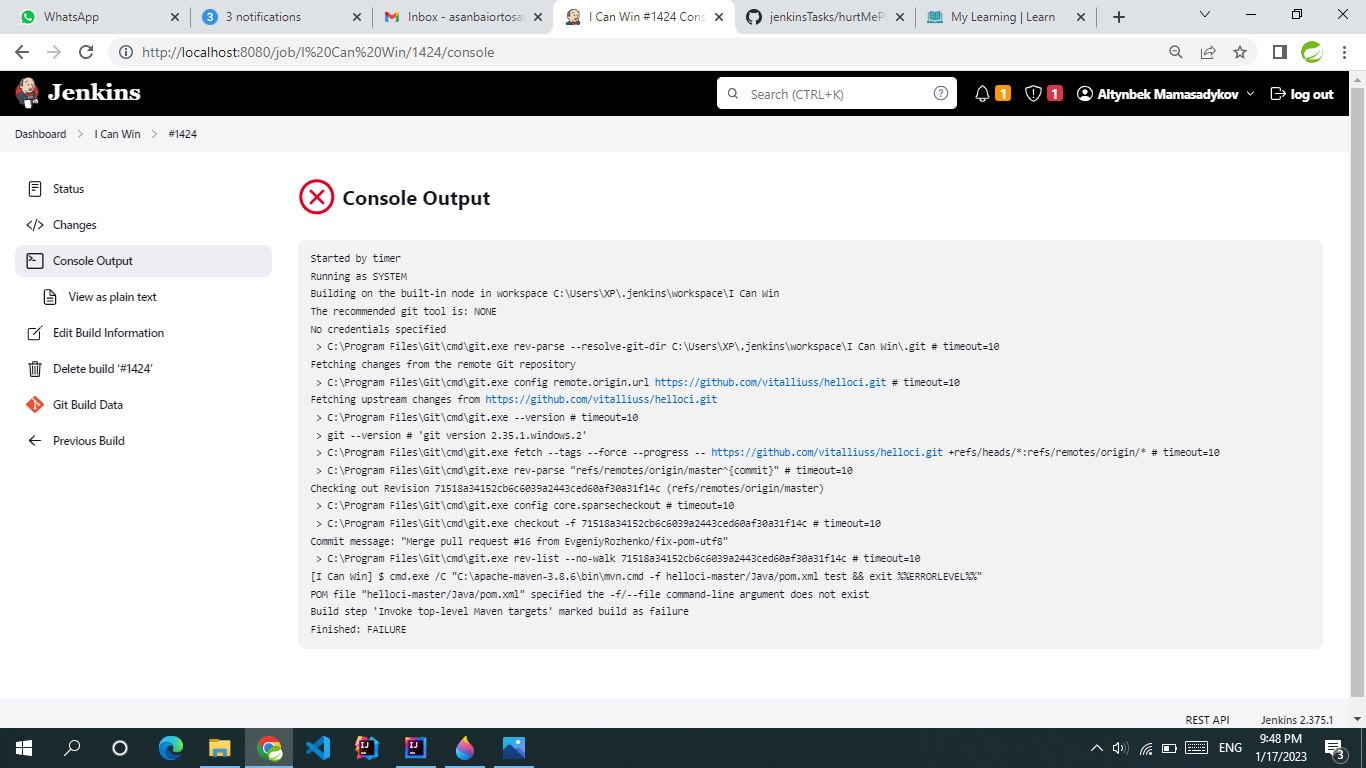 WhatsApp
3 3 notifications
Inbox - asanbaiortosa
I Can Win #1424 Cons
jenkinsTasks/hurtMePl
My Learning | Learn
http://localhost:8080/job/I%20Can%20Win/1424/console
Jenkins
Search (CTRL+K)
1
1
Altynbek Mamasadykov
log out
Dashboard
I Can Win
#1424
Status
Changes
Console Output
View as plain text
Edit Build Information
Delete build ‘#1424’
Git Build Data
Previous Build
Console Output
Started by timer
Running as SYSTEM
Building on the built-in node in workspace C:\Users\XP\.jenkins\workspace\I Can Win
The recommended git tool is: NONE
No credentials specified
> C:\Program Files\Git\cmd\git.exe rev-parse --resolve-git-dir C:\Users\XP\.jenkins\workspace\I Can Win\.git # timeout=10
Fetching changes from the remote Git repository
> C:\Program Files\Git\cmd\git.exe config remote.origin.url https://github.com/vitalliuss/helloci.git # timeout=10
Fetching upstream changes from https://github.com/vitalliuss/helloci.git
> C:\Program Files\Git\cmd\git.exe --version # timeout=10
> git --version # 'git version 2.35.1.windows.2'
> C:\Program Files\Git\cmd\git.exe fetch --tags --force --progress -- https://github.com/vitalliuss/helloci.git +refs/heads/*:refs/remotes/origin/* # timeout=10
> C:\Program Files\Git\cmd\git.exe rev-parse "refs/remotes/origin/master^{commit}" # timeout=10
Checking out Revision 71518a34152cb6c6039a2443ced60af30a31f14c (refs/remotes/origin/master)
> C:\Program Files\Git\cmd\git.exe config core.sparsecheckout # timeout=10
> C:\Program Files\Git\cmd\git.exe checkout -f 71518a34152cb6c6039a2443ced60af30a31f14c # timeout=10
Commit message: "Merge pull request #16 from EvgeniyRozhenko/fix-pom-utf8"
> C:\Program Files\Git\cmd\git.exe rev-list --no-walk 71518a34152cb6c6039a2443ced60af30a31f14c # timeout=10
[I Can Win] $ cmd.exe /C "C:\apache-maven-3.8.6\bin\mvn.cmd -f helloci-master/Java/pom.xml test && exit %%ERRORLEVEL%%"
POM file "helloci-master/Java/pom.xml" specified the -f/--file command-line argument does not exist
Build step 'Invoke top-level Maven targets' marked build as failure
Finished: FAILURE
REST API
Jenkins 2.375.1
ENG
9:48 PM
1/17/2023
3